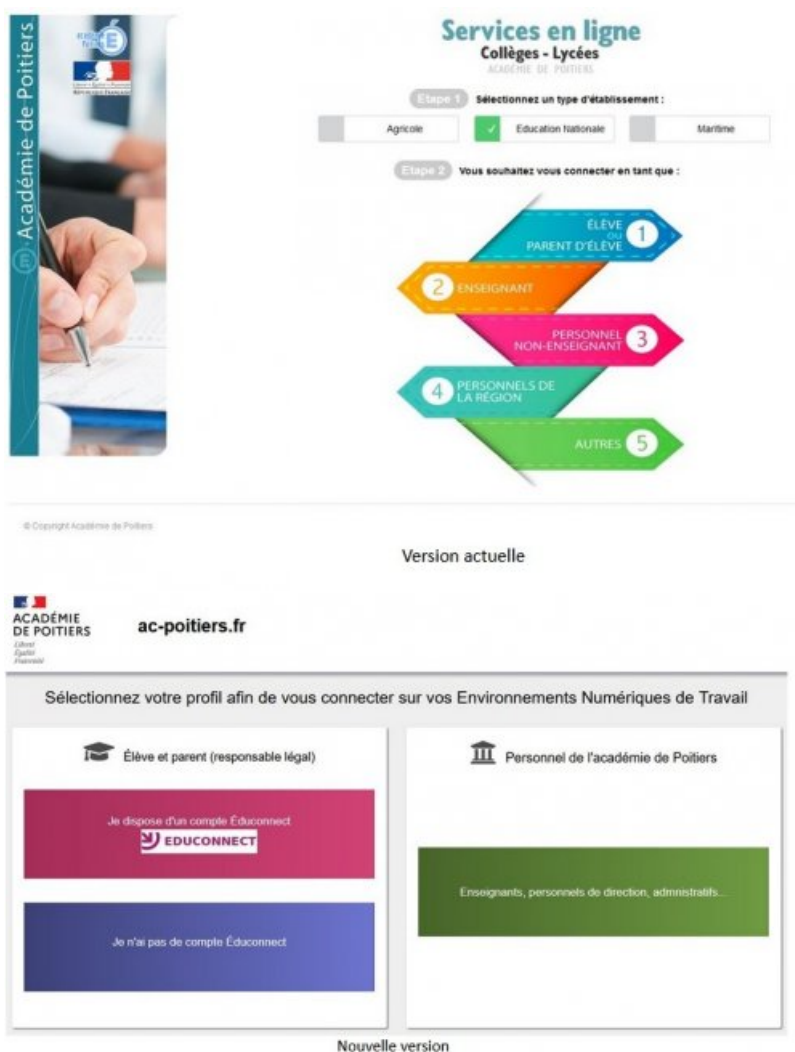 Académie de Poitiers
Services en ligne
Collèges - Lycées
ACADÉMIE DE POITIERS
Etape 1 Sélectionnez un type d'établissement :
Agricole Education Nationale Maritime
Etape 2 Vous souhaitez vous connecter en tant que :
ÉLÈVE
OU
PARENT D'ÉLÈVE 1
2 ENSEIGNANT
PERSONNEL
NON-ENSEIGNANT 3
4 PERSONNELS DE
LA RÉGION
AUTRES 5
© Copyright Académie de Poitiers
Version actuelle
ACADÉMIE
DE POITIERS
Liberté
Égalité
Fraternité
ac-poitiers.fr
Sélectionnez votre profil afin de vous connecter sur vos Environnements Numériques de Travail
Élève et parent (responsable légal)
Je dispose d'un compte Éduconnect
EDUCONNECT
Je n'ai pas de compte Éduconnect
Personnel de l'académie de Poitiers
Enseignants, personnels de direction, admnistratifs...
Nouvelle version